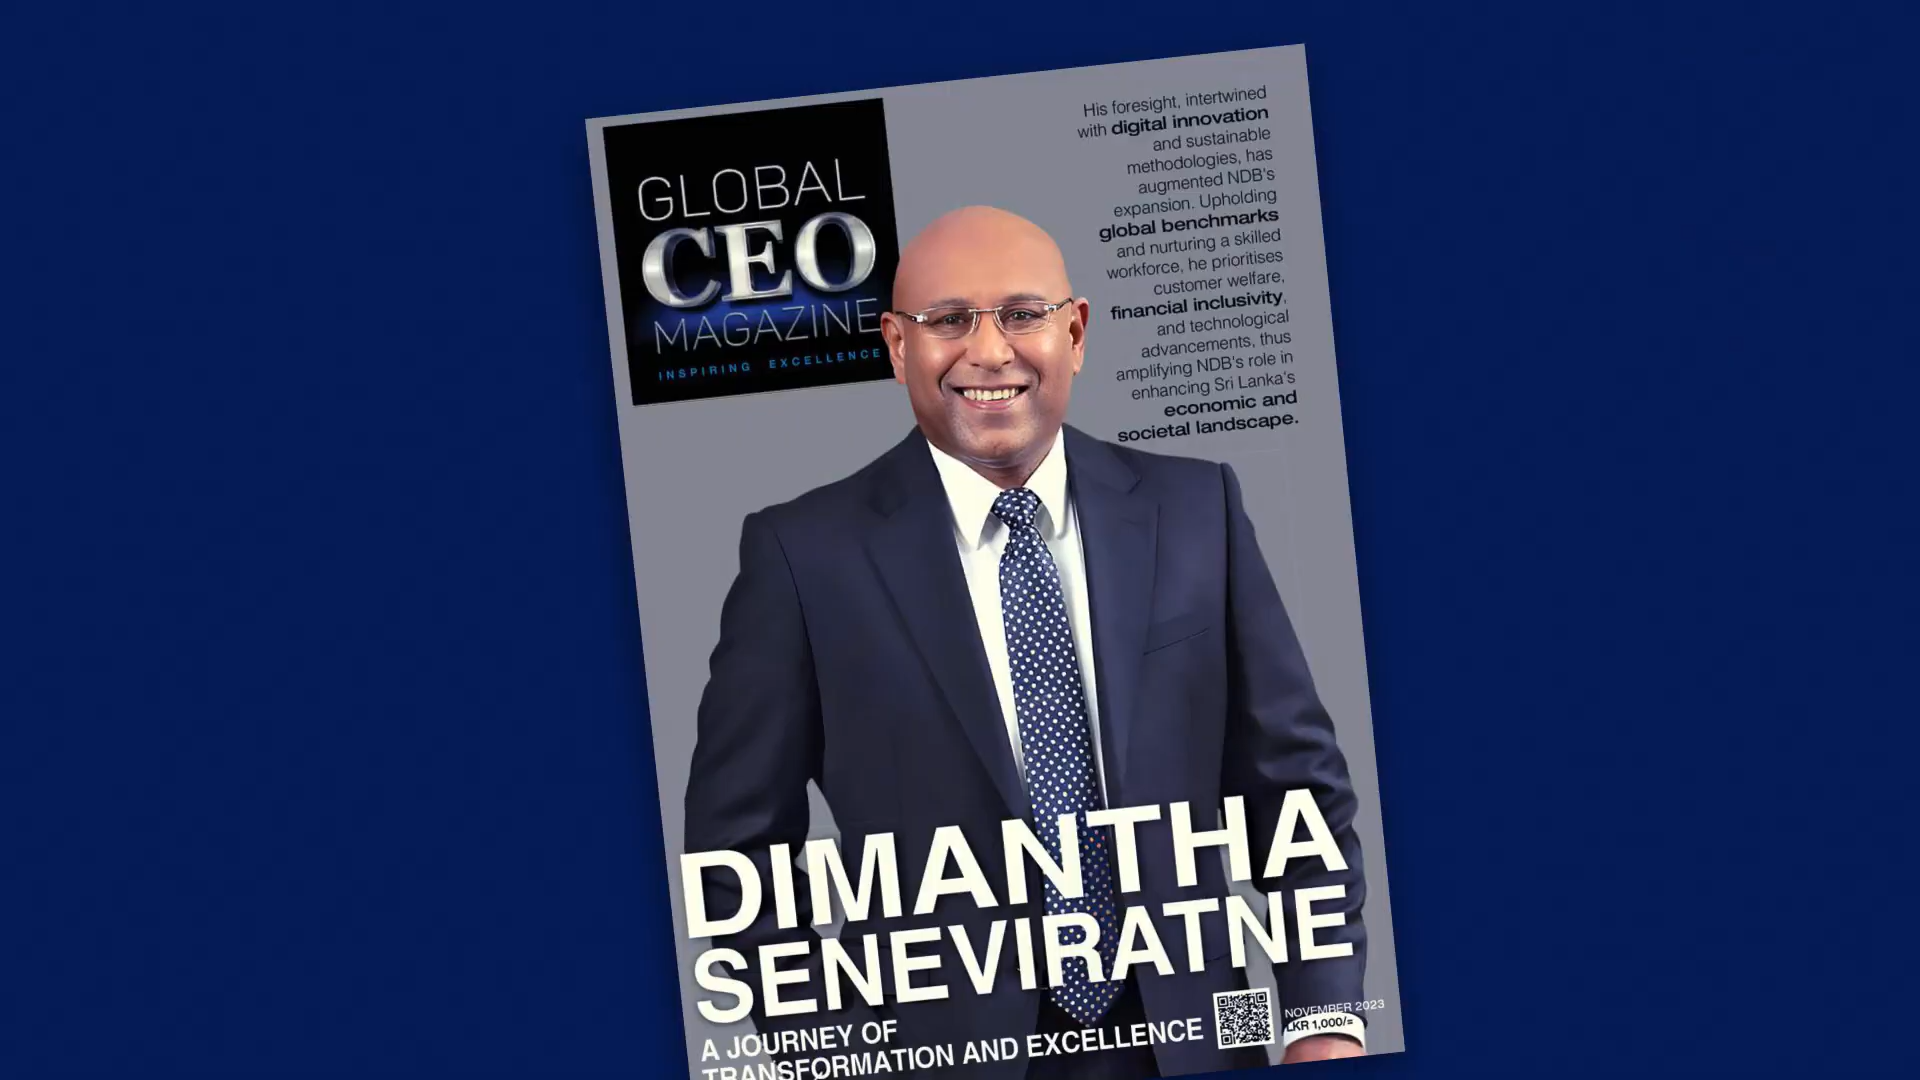 GLOBAL
CEO
MAGAZINE
INSPIRING EXCELLENCE
His foresight, intertwined
with digital innovation
and sustainable
methodologies, has
augmented NDB's
expansion. Upholding
global benchmarks
and nurturing a skilled
workforce, he prioritises
customer welfare,
financial inclusivity,
and technological
advancements, thus
amplifying NDB's role in
enhancing Sri Lanka's
economic and
societal landscape.
DIMANTHA
SENEVIRATNE
A JOURNEY OF
TRANSFORMATION AND EXCELLENCE
NOVEMBER 2023
LKR 1,000/=